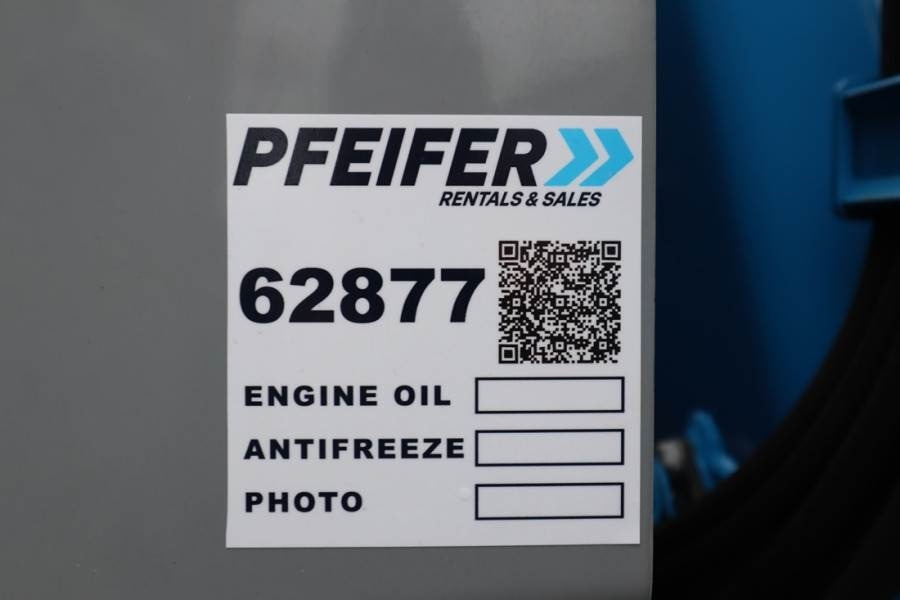 PFEIFER
RENTALS & SALES
62877
ENGINE OIL
ANTIFREEZE
PHOTO